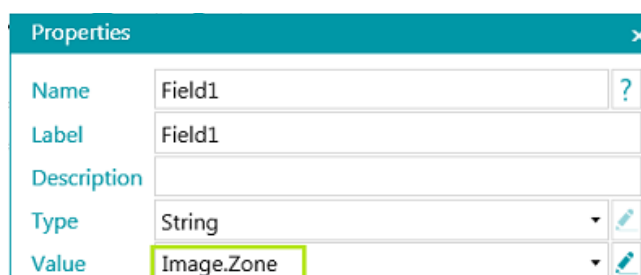 Properties
Name Field1 ?
Label Field1
Description
Type String
Value Image.Zone